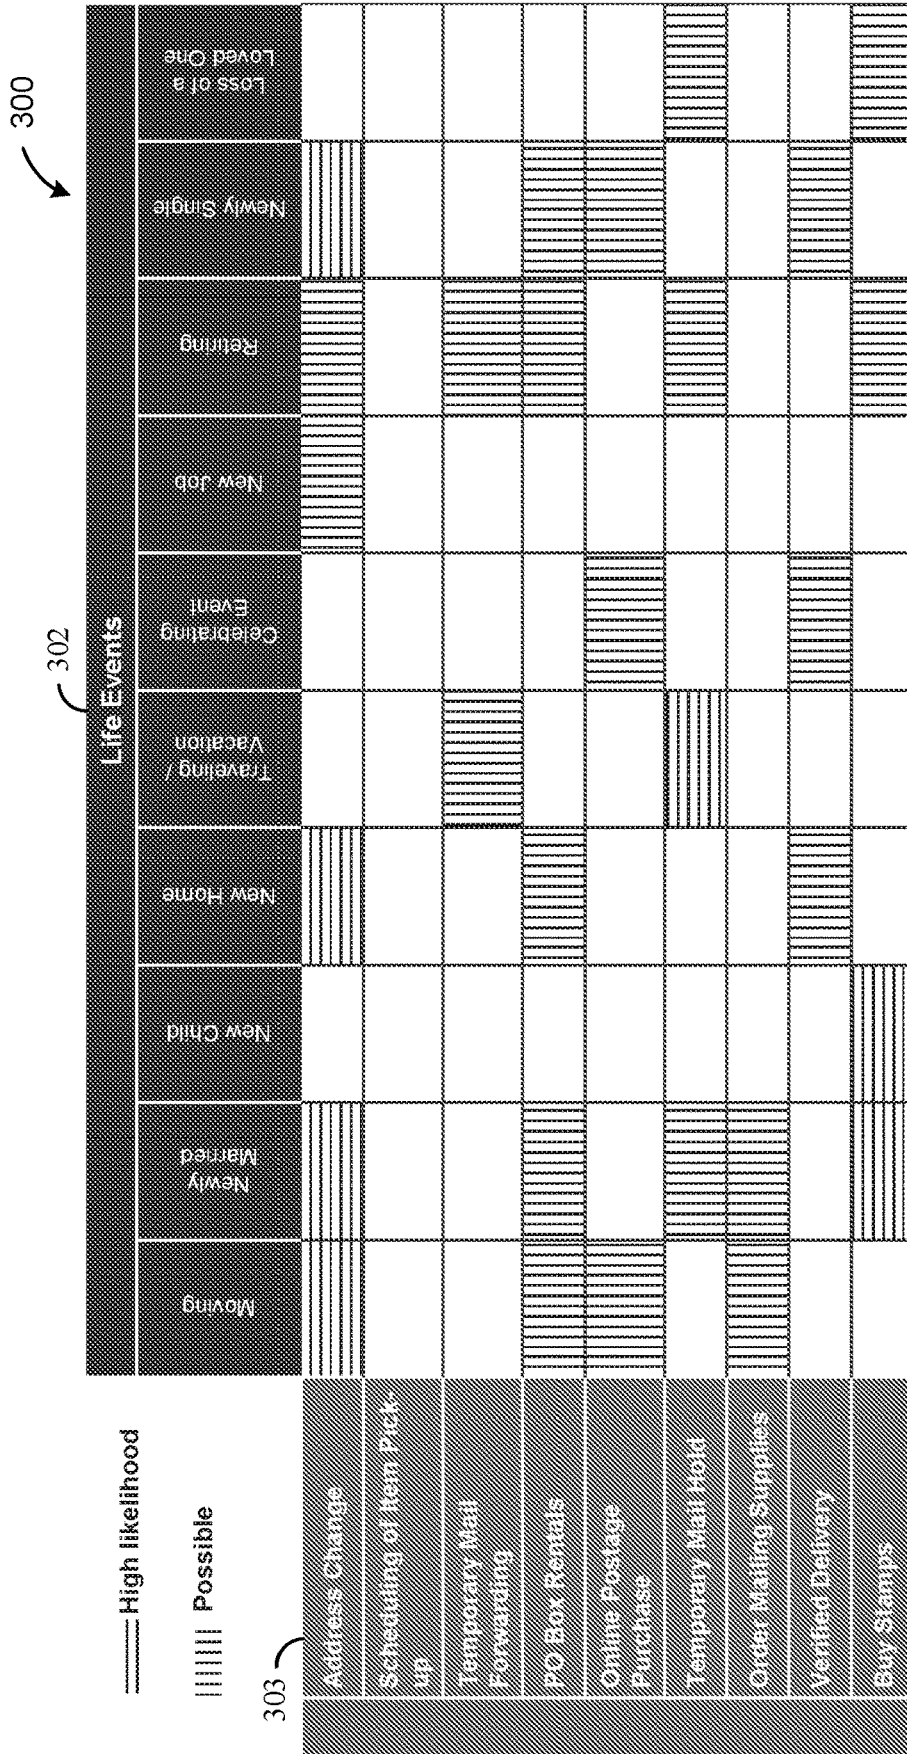 300
302
Life Events
Moving
Newly
Married
New Child
New Home
Traveling /
Vacation
Celebrating
Event
New Job
Retiring
Newly Single
Loss of a
Loved One
High likelihood
Possible
303
Address Change
Scheduling of Item Pick-
up
Temporary Mail
Forwarding
PO Box Rentals
Online Postage
Purchase
Temporary Mail Hold
Order Mailing Supplies
Verified Delivery
Buy Stamps